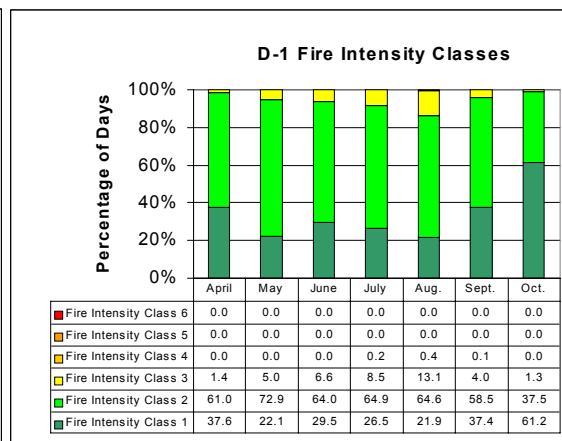 D-1 Fire Intensity Classes
Percentage of Days
100%
80%
60%
40%
20%
0%
April May June July Aug. Sept. Oct.
Fire Intensity Class 6 0.0 0.0 0.0 0.0 0.0 0.0 0.0
Fire Intensity Class 5 0.0 0.0 0.0 0.0 0.0 0.0 0.0
Fire Intensity Class 4 0.0 0.0 0.0 0.2 0.4 0.1 0.0
Fire Intensity Class 3 1.4 5.0 6.6 8.5 13.1 4.0 1.3
Fire Intensity Class 2 61.0 72.9 64.0 64.9 64.6 58.5 37.5
Fire Intensity Class 1 37.6 22.1 29.5 26.5 21.9 37.4 61.2